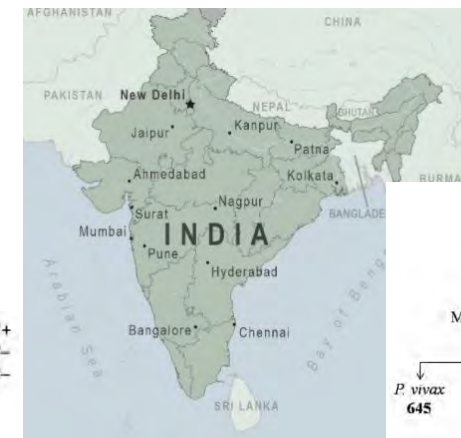 AFGHANISTAN
CHINA
PAKISTAN
New Delhi
NEPAL
BHUTAN
Jaipur
Kanpur
Patna
Ahmedabad
Kolkata
BURMA
Surat
Nagpur
BANGLADE
Mumbai
INDIA
Pune
Hyderabad
Arabian Sea
Bay of Beng
Bangalore
Chennai
SRI LANKA
+
M
P. vivax
645